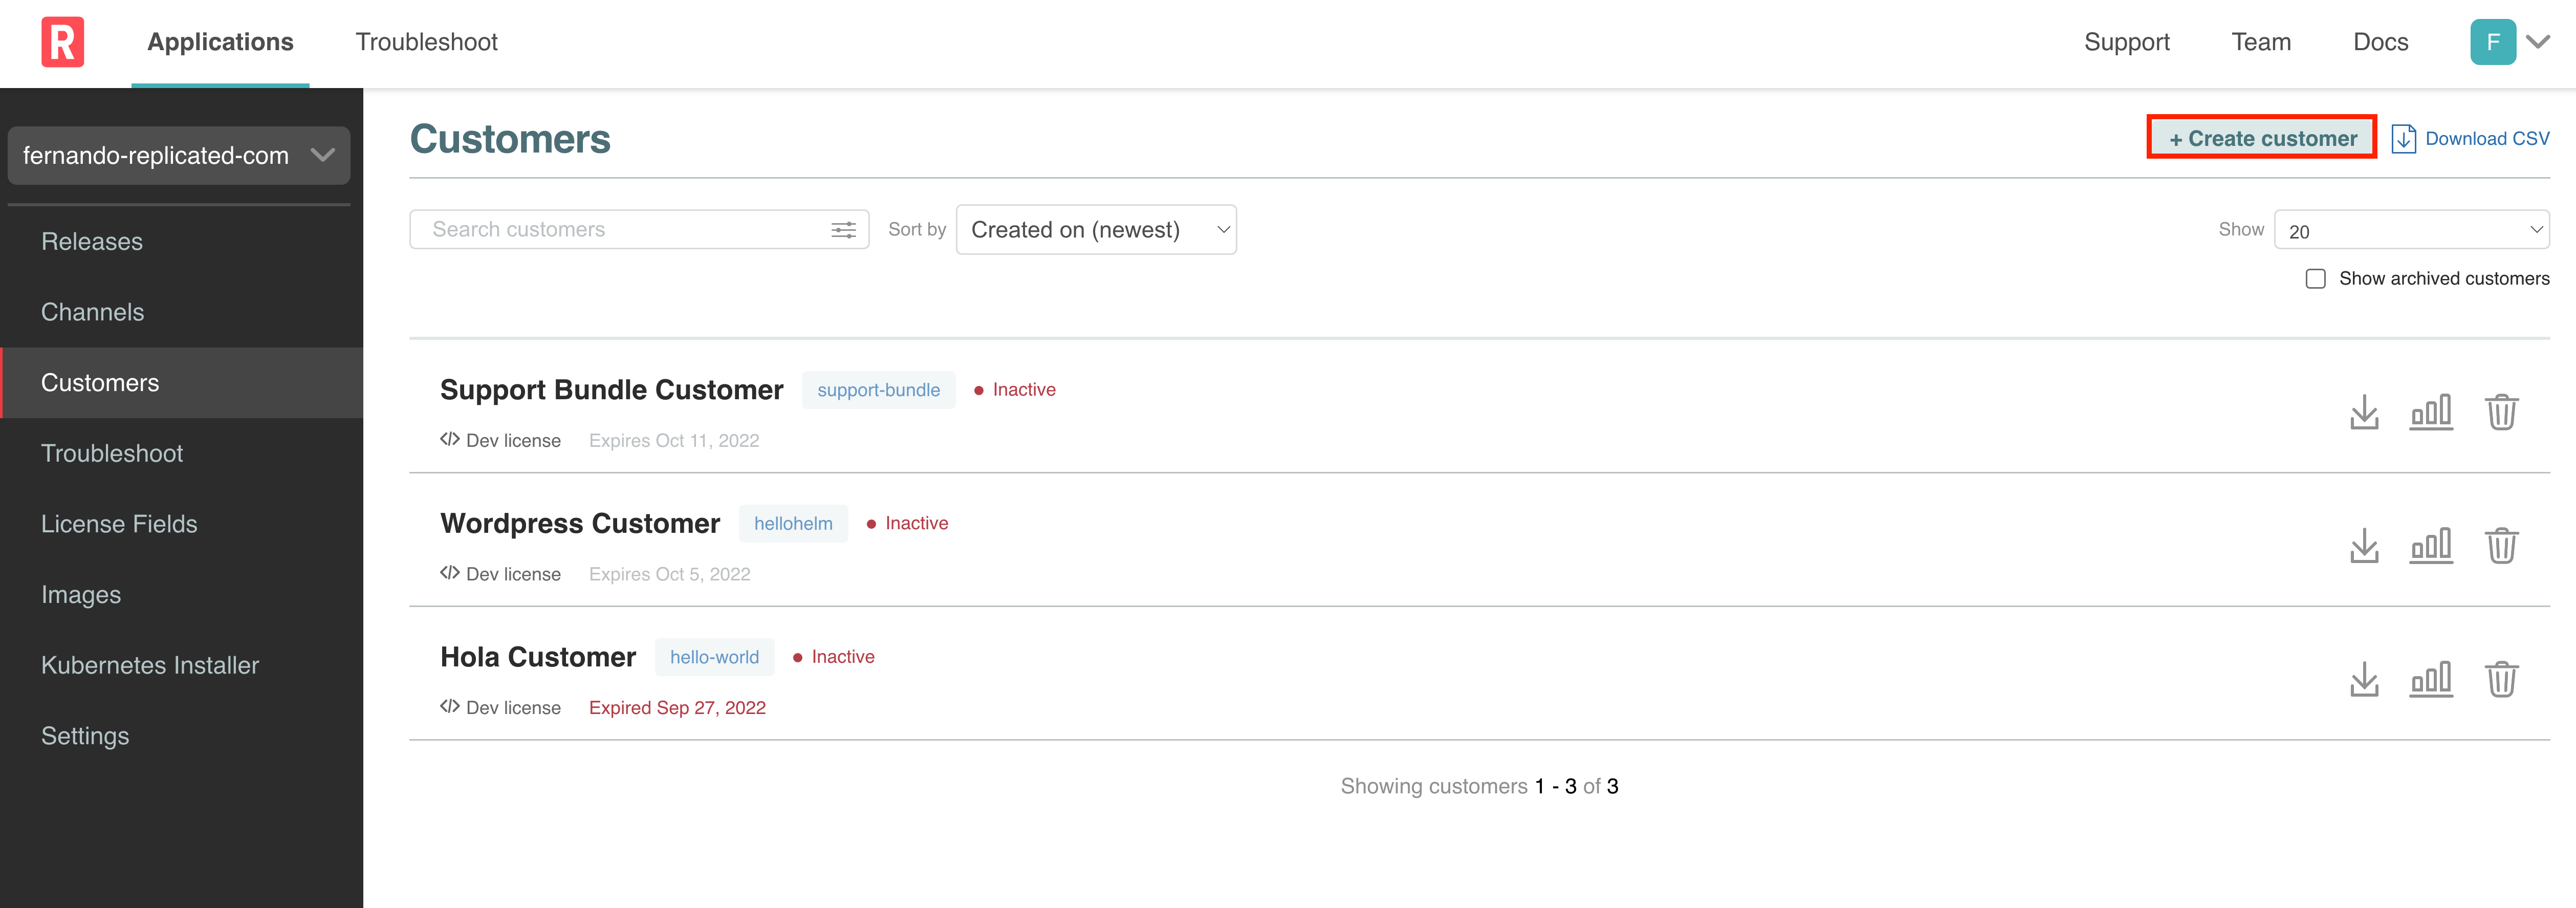 R
Applications
Troubleshoot
Support
Team
Docs
F
fernando-replicated-com
Releases
Channels
Customers
Troubleshoot
License Fields
Images
Kubernetes Installer
Settings
Customers
+ Create customer
Download CSV
Search customers
Sort by
Created on (newest)
Show
20
Show archived customers
Support Bundle Customer
support-bundle
Inactive
Dev license
Expires Oct 11, 2022
Wordpress Customer
hellohelm
Inactive
Dev license
Expires Oct 5, 2022
Hola Customer
hello-world
Inactive
Dev license
Expired Sep 27, 2022
Showing customers 1 - 3 of 3